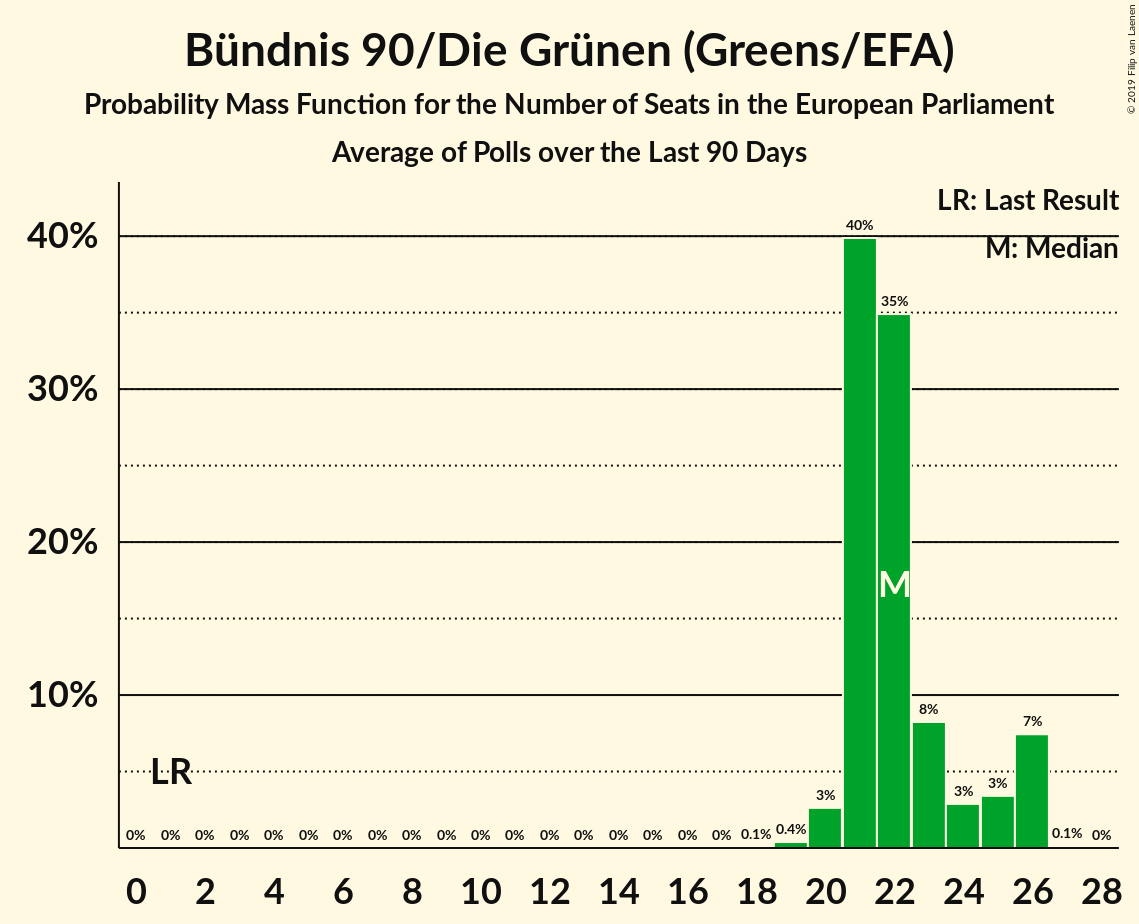 Bündnis 90/Die Grünen (Greens/EFA)
Probability Mass Function for the Number of Seats in the European Parliament
Average of Polls over the Last 90 Days
© 2019 Filip van Laenen
LR: Last Result
M: Median
40%
30%
20%
10%
LR
M
0% 0% 0% 0% 0% 0% 0% 0% 0% 0% 0% 0% 0% 0% 0% 0% 0% 0% 0.1% 0.4% 3% 40% 35% 8% 3% 3% 7% 0.1% 0%
0 2 4 6 8 10 12 14 16 18 20 22 24 26 28